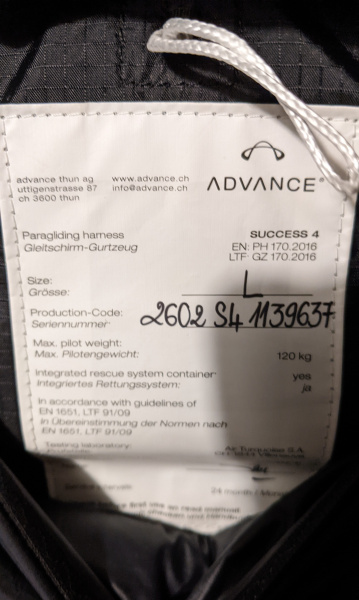 ADVANCE
advance thun ag www.advance.ch
uttigenstrasse 87 info@advance.ch
ch 3600 thun
Paragliding harness SUCCESS 4
Gleitschirm-Gurtzeug EN: PH 170.2016
LTF: GZ 170.2016
Size:
Grösse: L
Production-Code:
Seriennummer: 2602 S4 1139637
Max. pilot weight:
Max. Pilotengewicht: 120 kg
Integrated rescue system container: yes
Integriertes Rettungssystem: ja
In accordance with guidelines of
EN 1651, LTF 91/09
In Übereinstimmung der Normen nach
EN 1651, LTF 91/09
Testing laboratory: Air Turquoise S.A.
24 month /